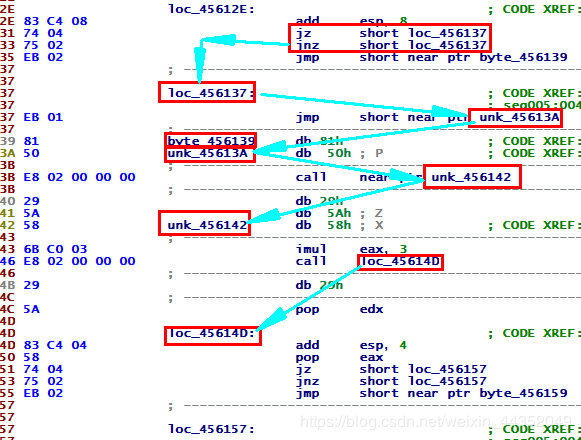 2E loc_45612E: ; CODE XREF:
2E 83 C4 08 add esp, 8
31 74 04 jz short loc_456137
33 75 02 jnz short loc_456137
35 EB 02 jmp short near ptr byte_456139
37 ; ---------------------------------------------------------------------------
37
37 loc_456137: ; CODE XREF:
37 ; seg005:004
37 EB 01 jmp short near ptr unk_45613A
37 ; ---------------------------------------------------------------------------
39 81 byte_456139 db 81h ; CODE XREF:
3A 50 unk_45613A db 50h ; P ; CODE XREF:
3B ; ---------------------------------------------------------------------------
3B E8 02 00 00 00 call near ptr unk_456142
3B ; ---------------------------------------------------------------------------
40 29 db 29h
41 5A db 5Ah ; Z
42 58 unk_456142 db 58h ; X ; CODE XREF:
43 ; ---------------------------------------------------------------------------
43 6B C0 03 imul eax, 3
46 E8 02 00 00 00 call loc_45614D
46 ; ---------------------------------------------------------------------------
4B 29 db 29h
4C ; ---------------------------------------------------------------------------
4C 5A pop edx
4D
4D loc_45614D: ; CODE XREF:
4D 83 C4 04 add esp, 4
50 58 pop eax
51 74 04 jz short loc_456157
53 75 02 jnz short loc_456157
55 EB 02 jmp short near ptr byte_456159
57 ; ---------------------------------------------------------------------------
57
57 loc_456157: ; CODE XREF: